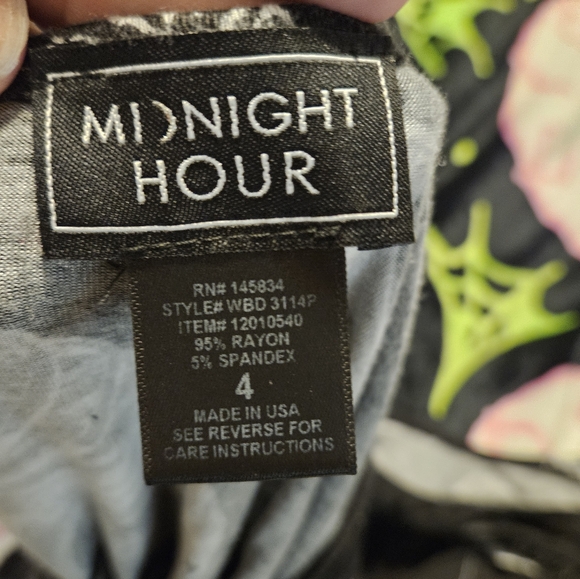 MIDNIGHT
HOUR
RN# 145834
STYLE# WBD 3114P
ITEM# 12010540
95% RAYON
5% SPANDEX
4
MADE IN USA
SEE REVERSE FOR
CARE INSTRUCTIONS